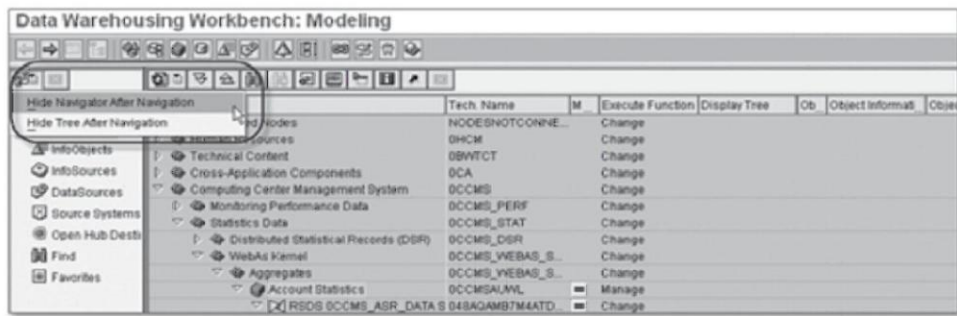 Data Warehousing Workbench: Modeling
Hide Navigator After Navigation
Hide Tree After Navigation
Tech. Name M... Execute Function Display Tree Ob... Object Informati... Objec
Nodes NODESNOTCONNE... Change
Human Resources 0HCM Change
InfoObjects
Technical Content 0BWTCT Change
InfoSources
Cross-Application Components 0CA Change
DataSources
Computing Center Management System 0CCMS Change
Source Systems
Monitoring Performance Data 0CCMS_PERF Change
Statistics Data 0CCMS_STAT Change
Open Hub Desti
Distributed Statistical Records (DSR) 0CCMS_DSR Change
Find
WebAs Kernel 0CCMS_WEBAS_S... Change
Favorites
Aggregates 0CCMS_WEBAS_S... Change
Account Statistics 0CCMSAUWL = Manage
RSDS 0CCMS_ASR_DATA S 048AQAMB7M4ATD... = Change